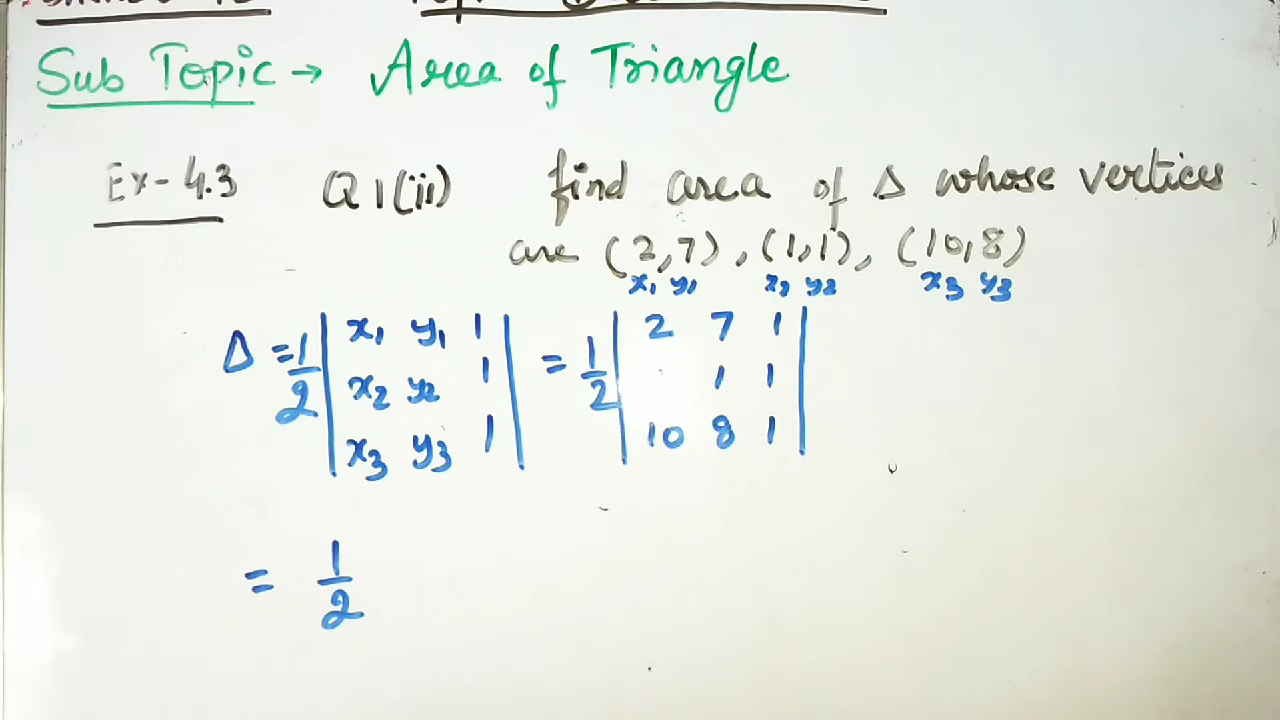 Sub Topic → Area of Triangle
Ex-4.3 Q1(ii) find area of Δ whose vertices
are (2,7), (1,1), (10,8)
x₁ y₁ x₂ y₂ x₃ y₃
Δ = 1/2 | x₁ y₁ 1 | = 1/2 | 2 7 1 |
| x₂ y₂ 1 | | 1 1 |
| x₃ y₃ 1 | | 10 8 1 |
= 1/2